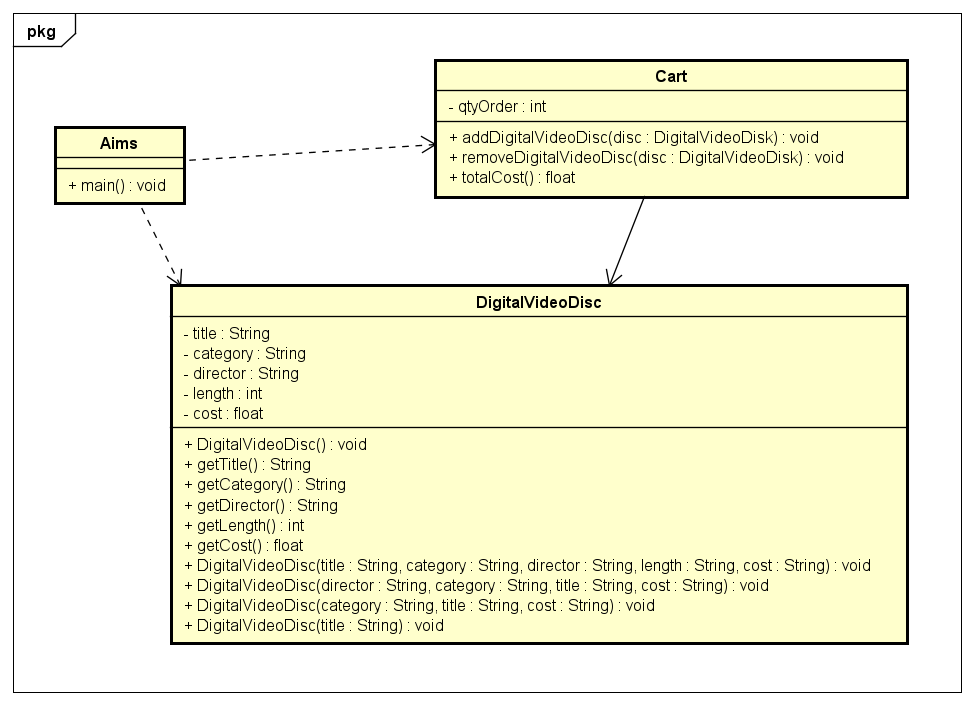 pkg
Aims
+ main() : void
Cart
- qtyOrder : int
+ addDigitalVideoDisc(disc : DigitalVideoDisk) : void
+ removeDigitalVideoDisc(disc : DigitalVideoDisk) : void
+ totalCost() : float
DigitalVideoDisc
- title : String
- category : String
- director : String
- length : int
- cost : float
+ DigitalVideoDisc() : void
+ getTitle() : String
+ getCategory() : String
+ getDirector() : String
+ getLength() : int
+ getCost() : float
+ DigitalVideoDisc(title : String, category : String, director : String, length : String, cost : String) : void
+ DigitalVideoDisc(director : String, category : String, title : String, cost : String) : void
+ DigitalVideoDisc(category : String, title : String, cost : String) : void
+ DigitalVideoDisc(title : String) : void